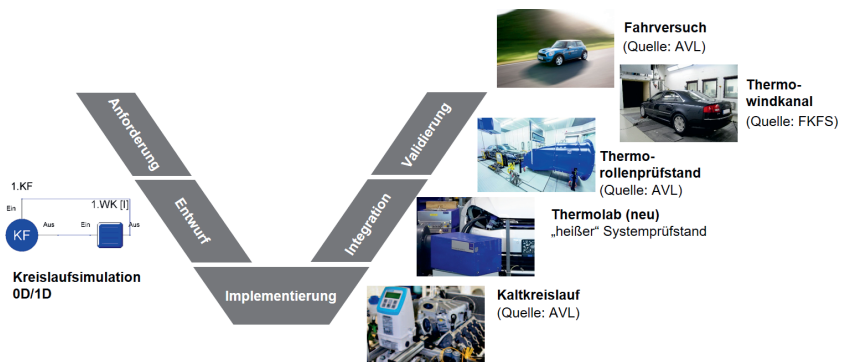 Fahrversuch
(Quelle: AVL)
Thermo-
windkanal
(Quelle: FKFS)
Anforderung
Validierung
Thermo-
rollenprüfstand
(Quelle: AVL)
1.KF
1.WK [I]
Ein
Aus
Ein
Aus
KF
Entwurf
Integration
Thermolab (neu)
„heißer“ Systemprüfstand
Kreislaufsimulation
0D/1D
Implementierung
Kaltkreislauf
(Quelle: AVL)